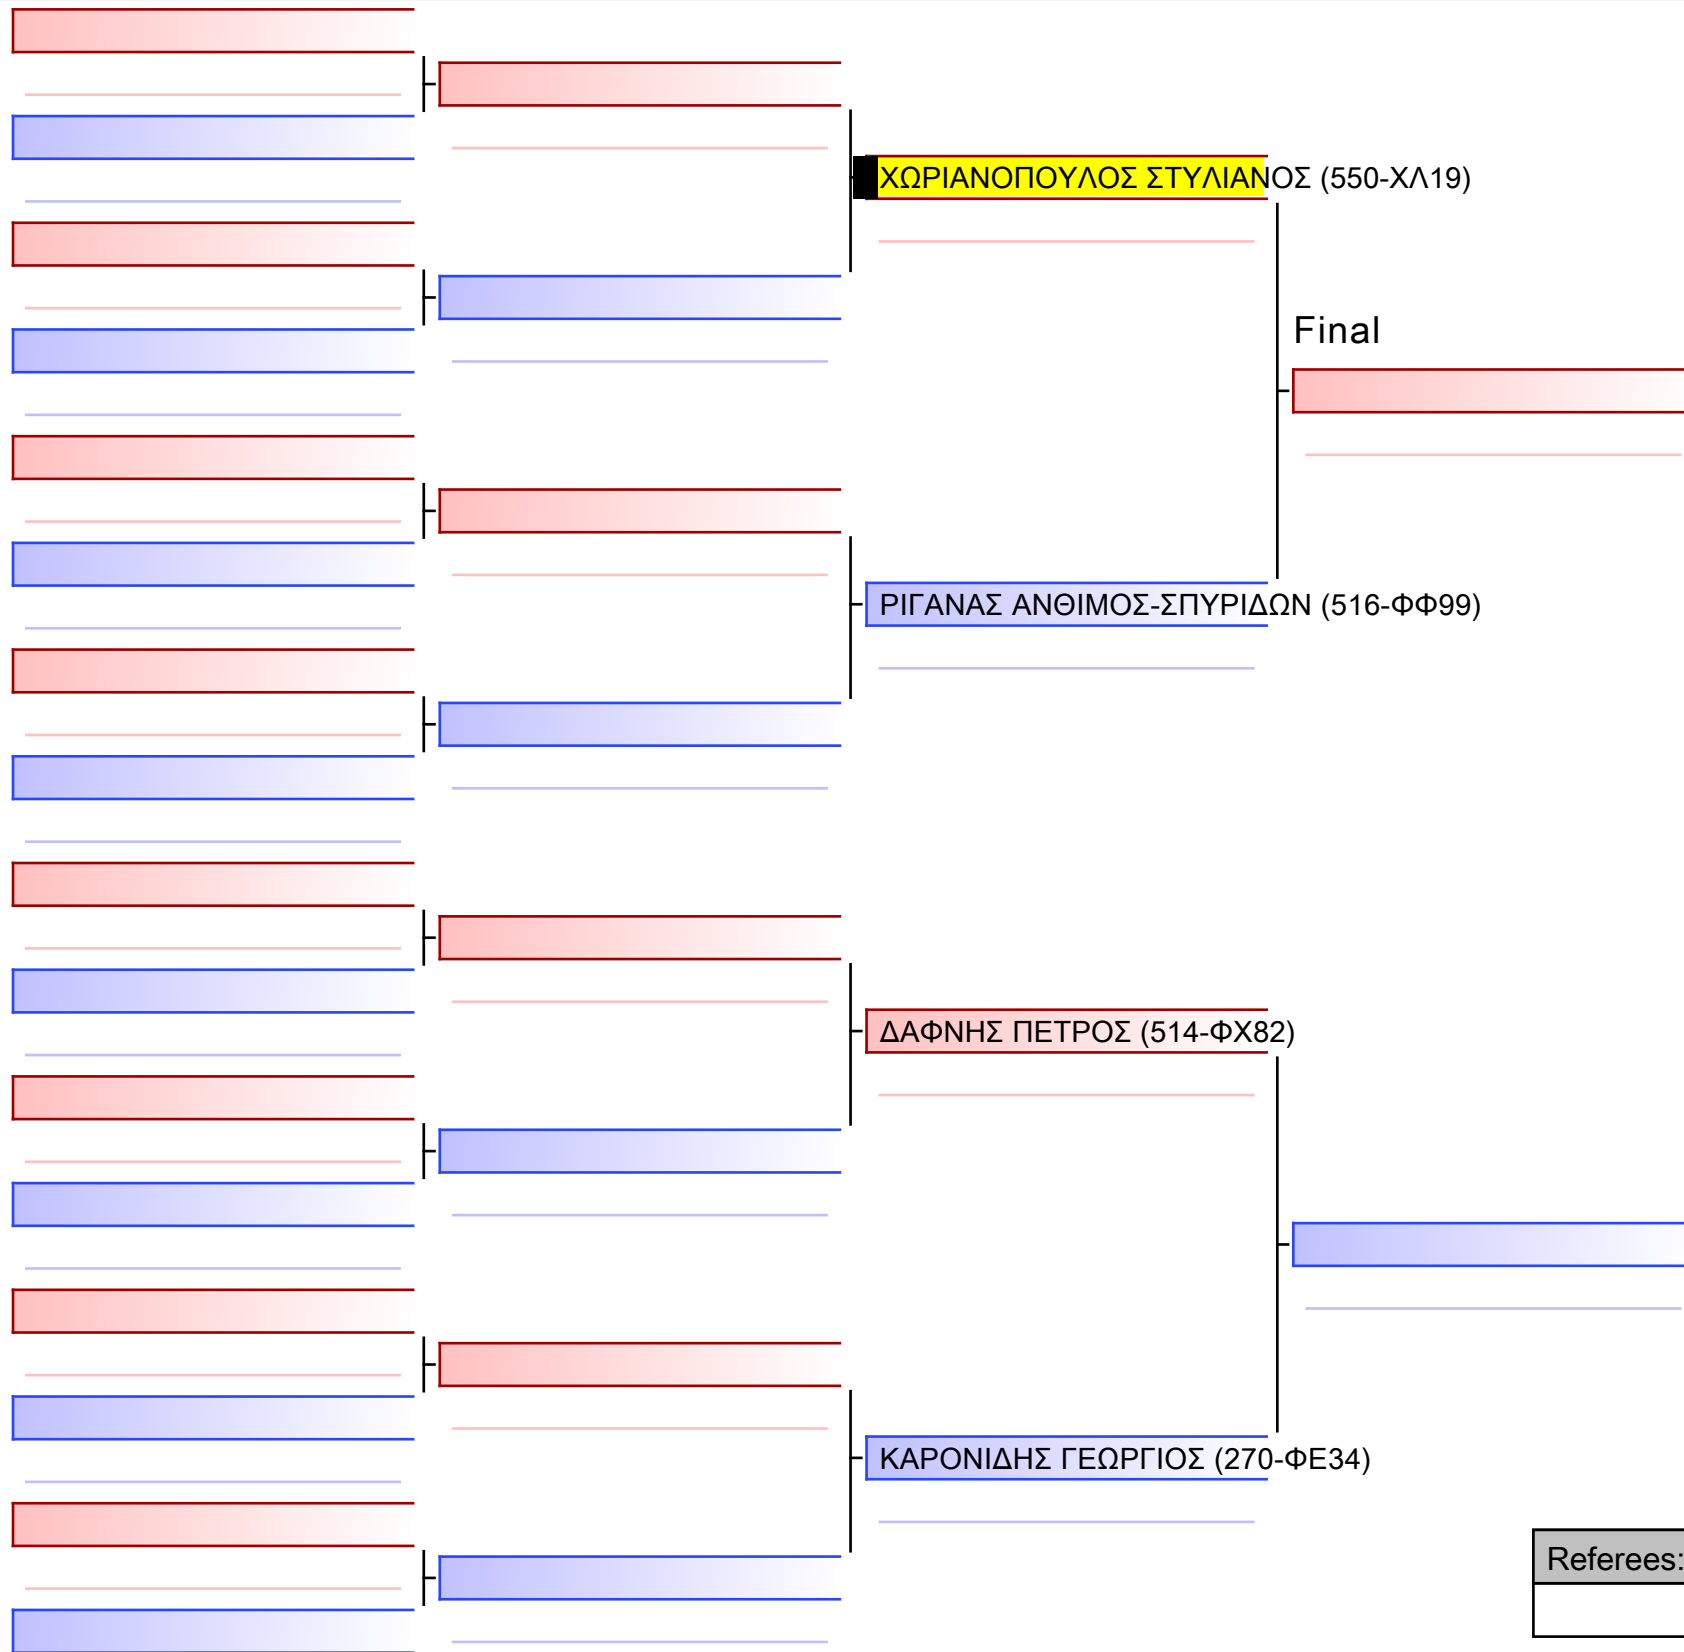 ΧΩΡΙΑΝΟΠΟΥΛΟΣ ΣΤΥΛΙΑΝΟΣ (550-ΧΛ19)
Final
ΡΙΓΑΝΑΣ ΑΝΘΙΜΟΣ-ΣΠΥΡΙΔΩΝ (516-ΦΦ99)
ΔΑΦΝΗΣ ΠΕΤΡΟΣ (514-ΦΧ82)
ΚΑΡΟΝΙΔΗΣ ΓΕΩΡΓΙΟΣ (270-ΦΕ34)
Referees: